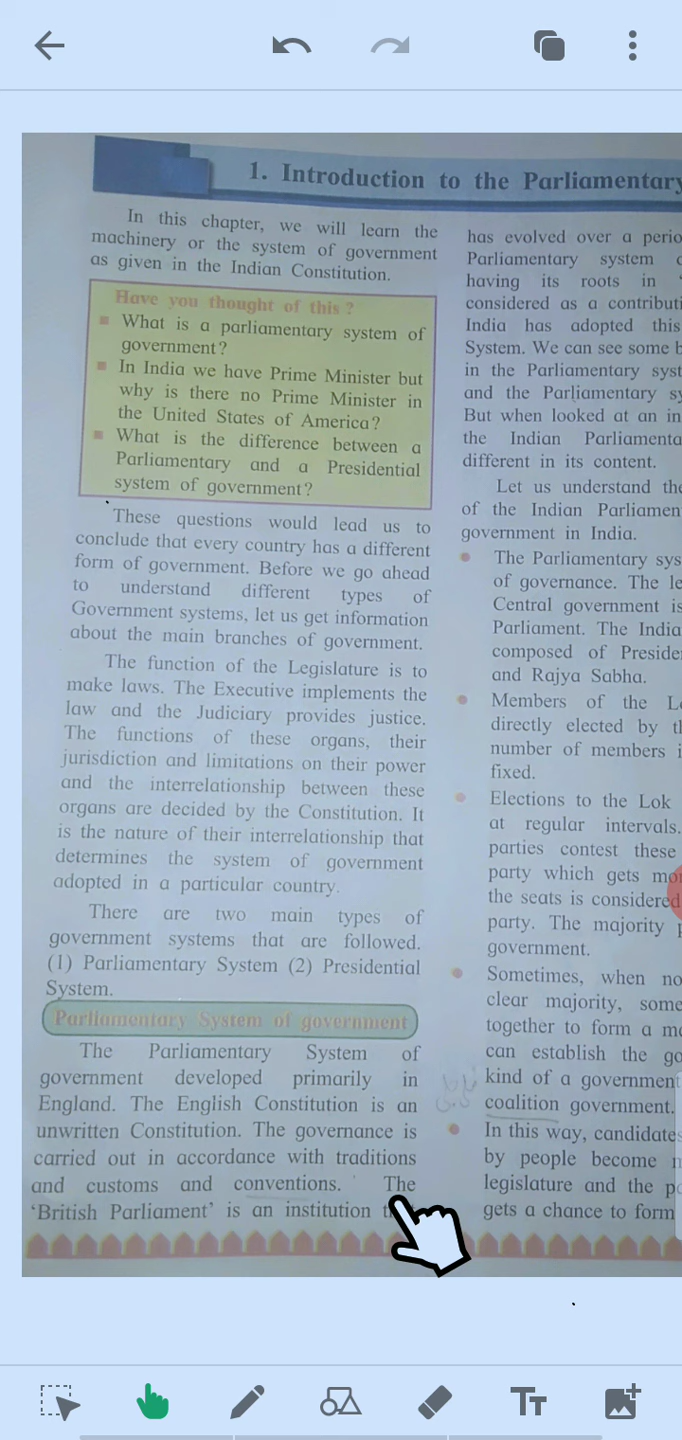 1. Introduction to the Parliamentary
In this chapter, we will learn the
machinery or the system of government
as given in the Indian Constitution.
Have you thought of this?
What is a parliamentary system of
government?
In India we have Prime Minister but
why is there no Prime Minister in
the United States of America?
What is the difference between a
Parliamentary and a Presidential
system of government?
These questions would lead us to
conclude that every country has a different
form of government. Before we go ahead
to understand different types of
Government systems, let us get information
about the main branches of government.
The function of the Legislature is to
make laws. The Executive implements the
law and the Judiciary provides justice.
The functions of these organs, their
jurisdiction and limitations on their power
and the interrelationship between these
organs are decided by the Constitution. It
is the nature of their interrelationship that
determines the system of government
adopted in a particular country.
There are two main types of
government systems that are followed.
(1) Parliamentary System (2) Presidential
System.
Parliamentary System of government
The Parliamentary System of
government developed primarily in
England. The English Constitution is an
unwritten Constitution. The governance is
carried out in accordance with traditions
and customs and conventions. The
‘British Parliament’ is an institution
has evolved over a
Parliamentary system
having its roots in
considered as a
India has adopted this
System. We can see some
in the Parliamentary
and the Parliamentary
But when looked at an
the Indian
different in its content.
Let us understand
of the Indian
government in India.
The Parliamentary
of governance. The
Central government is
Parliament. The
composed of
and Rajya Sabha.
Members of the
directly elected by
number of members
fixed.
Elections to the Lok
at regular intervals.
parties contest these
party which gets
the seats is considered
party. The majority
government.
Sometimes, when no
clear majority, some
together to form a
can establish the
kind of a government
coalition government.
In this way,
by people become
legislature and the
gets a chance to form